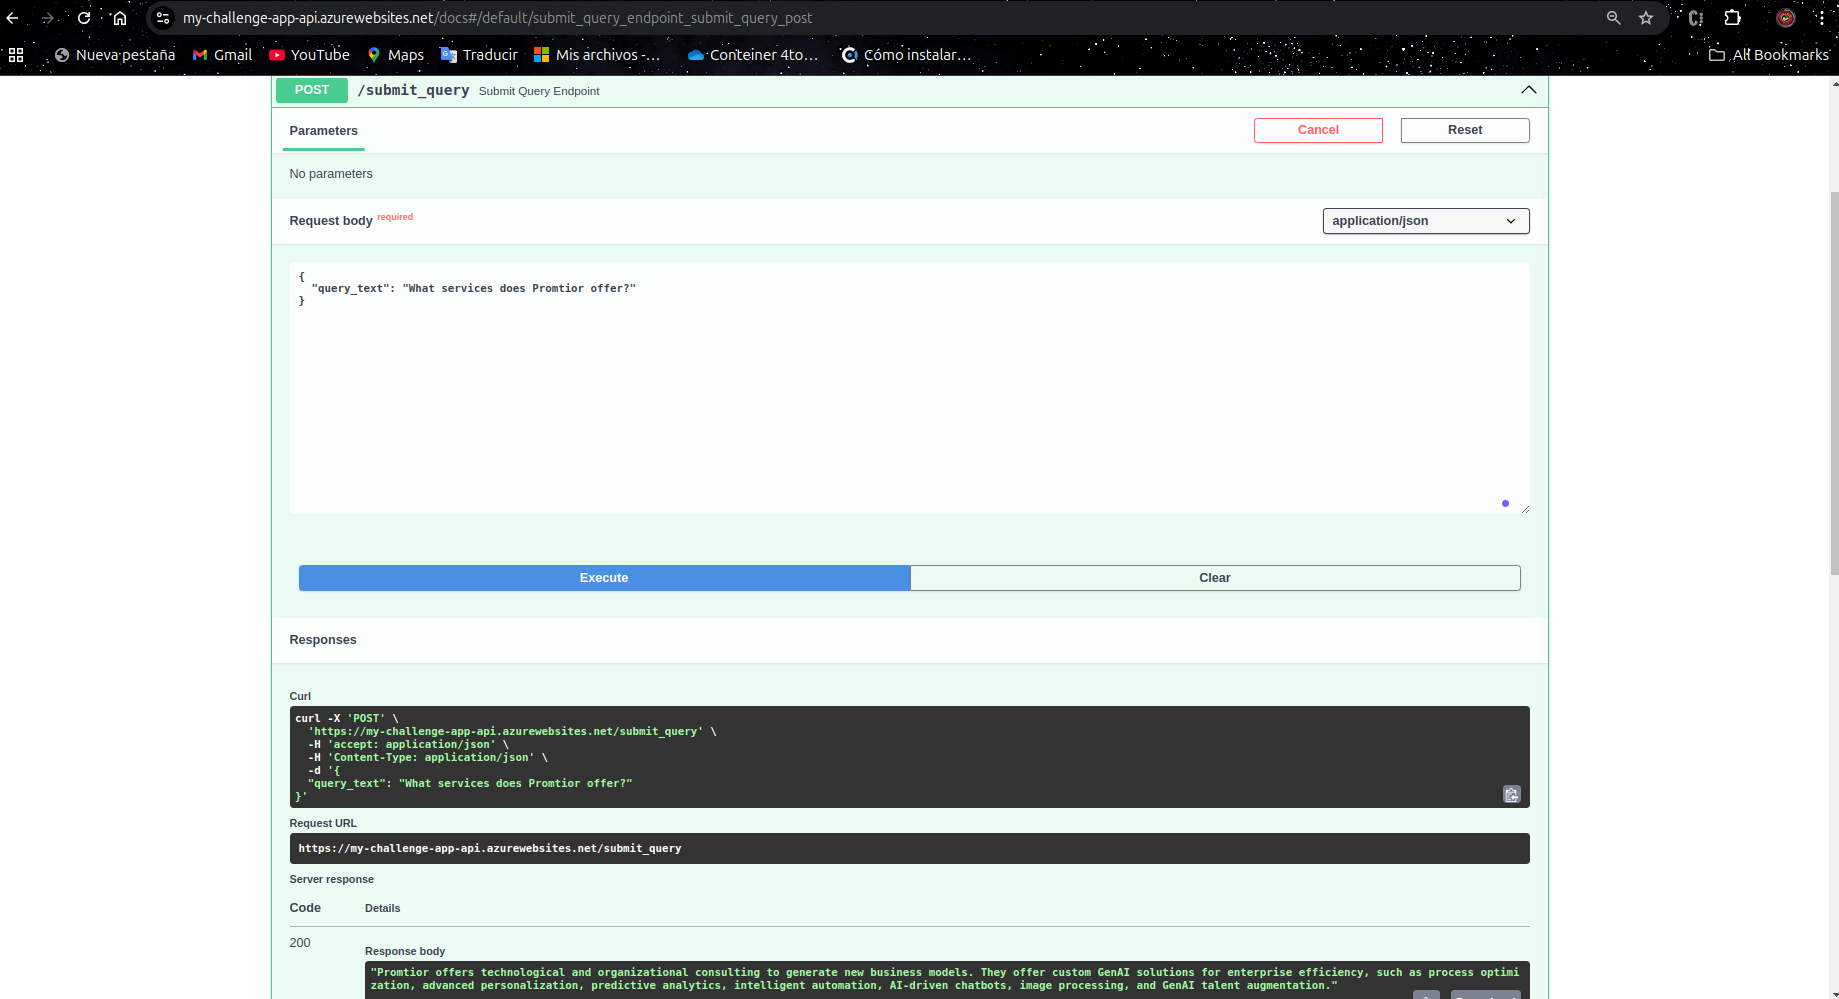 my-challenge-app-api.azurewebsites.net/docs#/default/submit_query_endpoint_submit_query_post
Nueva pestaña Gmail YouTube Maps Traducir Mis archivos -... Conteiner 4to... Cómo instalar... All Bookmarks
POST /submit_query Submit Query Endpoint
Parameters Cancel Reset
No parameters
Request body required application/json
{
"query_text": "What services does Promtior offer?"
}
Execute Clear
Responses
Curl
curl -X 'POST' \
'https://my-challenge-app-api.azurewebsites.net/submit_query' \
-H 'accept: application/json' \
-H 'Content-Type: application/json' \
-d '{
"query_text": "What services does Promtior offer?"
}'
Request URL
https://my-challenge-app-api.azurewebsites.net/submit_query
Server response
Code Details
200
Response body
"Promtior offers technological and organizational consulting to generate new business models. They offer custom GenAI solutions for enterprise efficiency, such as process optimi
zation, advanced personalization, predictive analytics, intelligent automation, AI-driven chatbots, image processing, and GenAI talent augmentation."